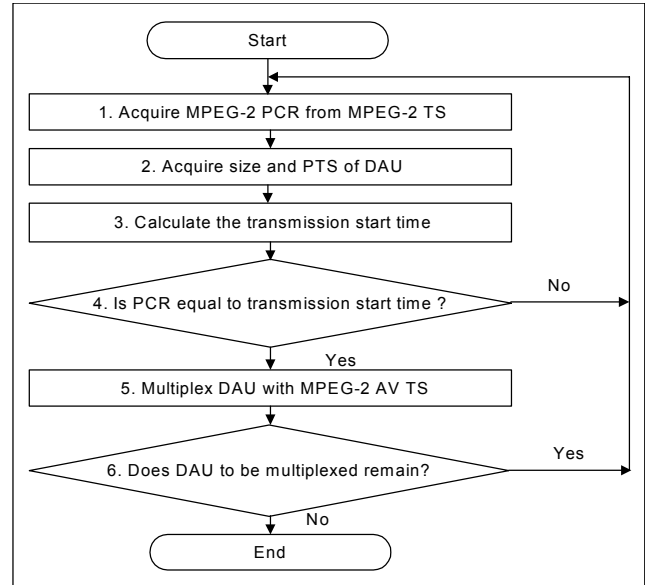 Start
1. Acquire MPEG-2 PCR from MPEG-2 TS
2. Acquire size and PTS of DAU
3. Calculate the transmission start time
4. Is PCR equal to transmission start time ?
No
Yes
5. Multiplex DAU with MPEG-2 AV TS
6. Does DAU to be multiplexed remain?
Yes
No
End